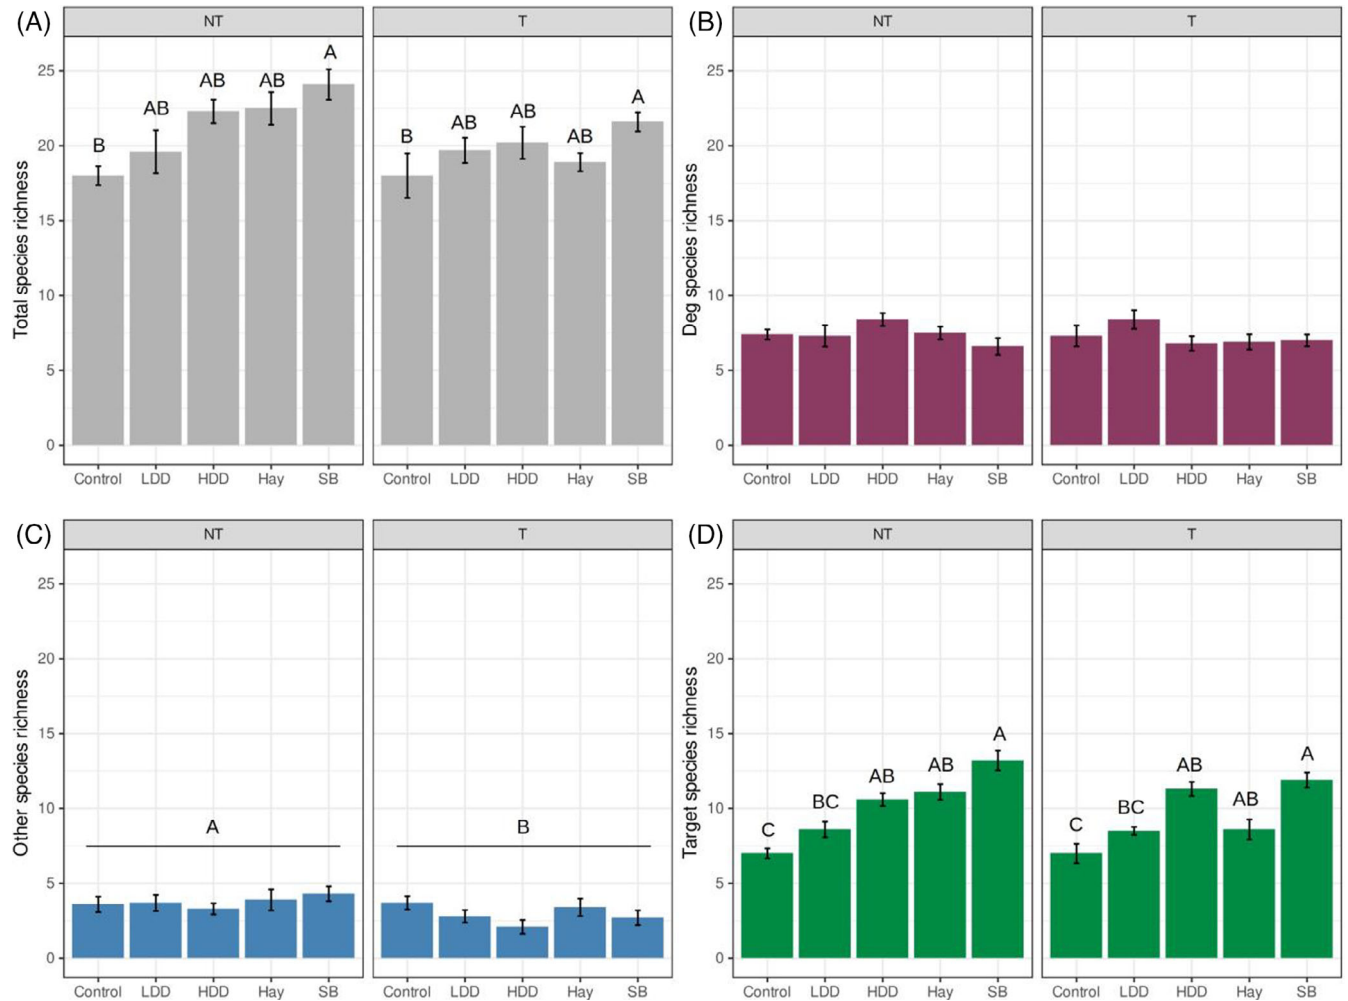 (A)
NT
T
Total species richness
25
20
15
10
5
0
B
AB
AB
AB
A
B
AB
AB
AB
A
Control LDD HDD Hay SB
Control LDD HDD Hay SB
(B)
NT
T
Deg species richness
25
20
15
10
5
0
Control LDD HDD Hay SB
Control LDD HDD Hay SB
(C)
NT
T
Other species richness
25
20
15
10
5
0
A
B
Control LDD HDD Hay SB
Control LDD HDD Hay SB
(D)
NT
T
Target species richness
25
20
15
10
5
0
C
BC
AB
AB
A
C
BC
AB
AB
A
Control LDD HDD Hay SB
Control LDD HDD Hay SB